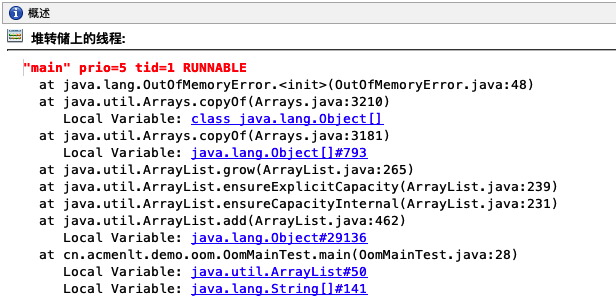 概述
堆转储上的线程:
"main" prio=5 tid=1 RUNNABLE
at java.lang.OutOfMemoryError.<init>(OutOfMemoryError.java:48)
at java.util.Arrays.copyOf(Arrays.java:3210)
Local Variable: class java.lang.Object[]
at java.util.Arrays.copyOf(Arrays.java:3181)
Local Variable: java.lang.Object[]#793
at java.util.ArrayList.grow(ArrayList.java:265)
at java.util.ArrayList.ensureExplicitCapacity(ArrayList.java:239)
at java.util.ArrayList.ensureCapacityInternal(ArrayList.java:231)
at java.util.ArrayList.add(ArrayList.java:462)
Local Variable: java.lang.Object#29136
at cn.acmenlt.demo.oom.OomMainTest.main(OomMainTest.java:28)
Local Variable: java.util.ArrayList#50
Local Variable: java.lang.String[]#141